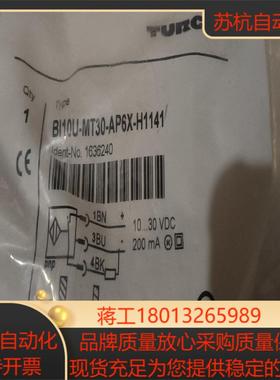 苏杭自动
TURC
Qty
1
Type
BI10U-MT30-AP6X-H1141
Ident-No. 1636240
1BN
+
10...30 VDC
3BU
-
200 mA
4BK
pnp
蒋工18013265989
自动化 品牌质量放心采购质量保
开票 现货充足为您提供稳定的